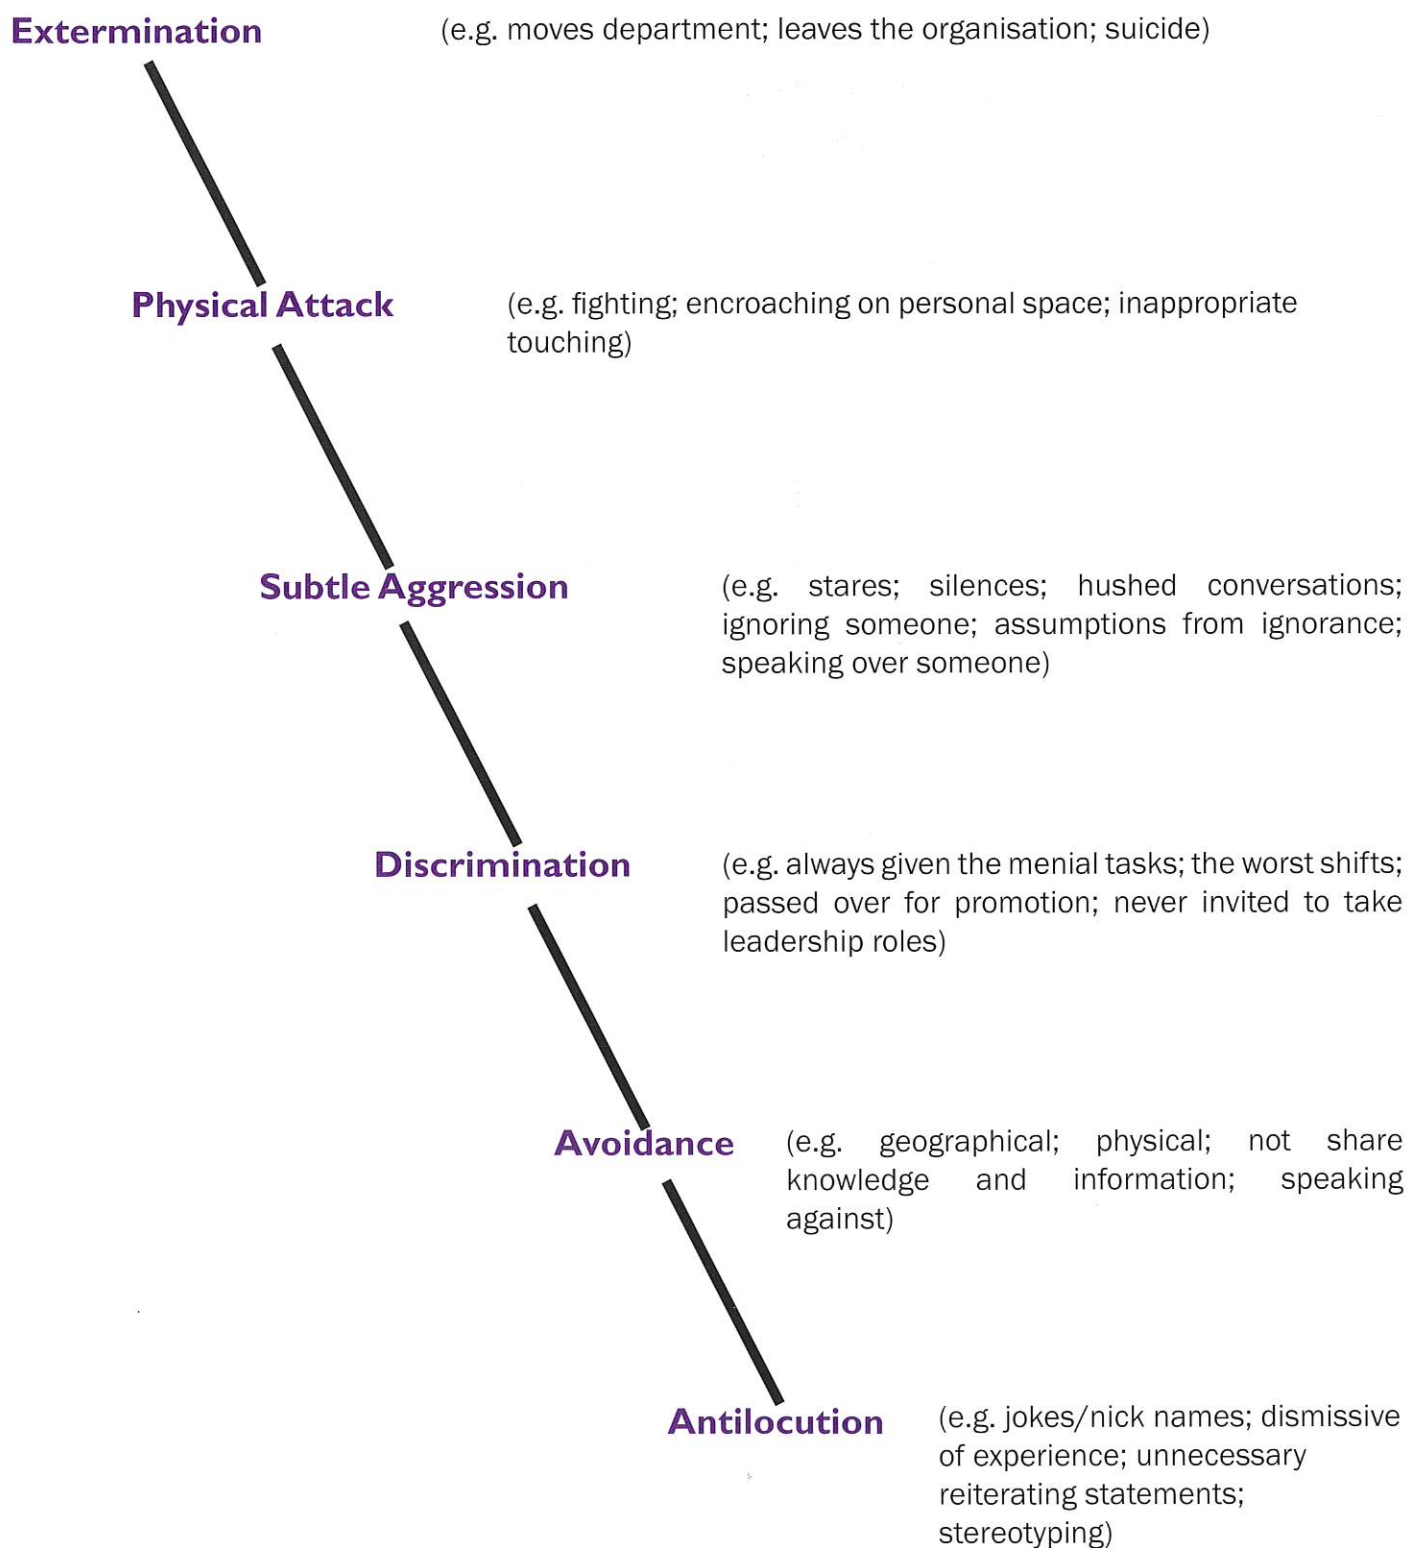 Extermination (e.g. moves department; leaves the organisation; suicide)
Physical Attack (e.g. fighting; encroaching on personal space; inappropriate
touching)
Subtle Aggression (e.g. stares; silences; hushed conversations;
ignoring someone; assumptions from ignorance;
speaking over someone)
Discrimination (e.g. always given the menial tasks; the worst shifts;
passed over for promotion; never invited to take
leadership roles)
Avoidance (e.g. geographical; physical; not share
knowledge and information; speaking
against)
Antilocution (e.g. jokes/nick names; dismissive
of experience; unnecessary
reiterating statements;
stereotyping)